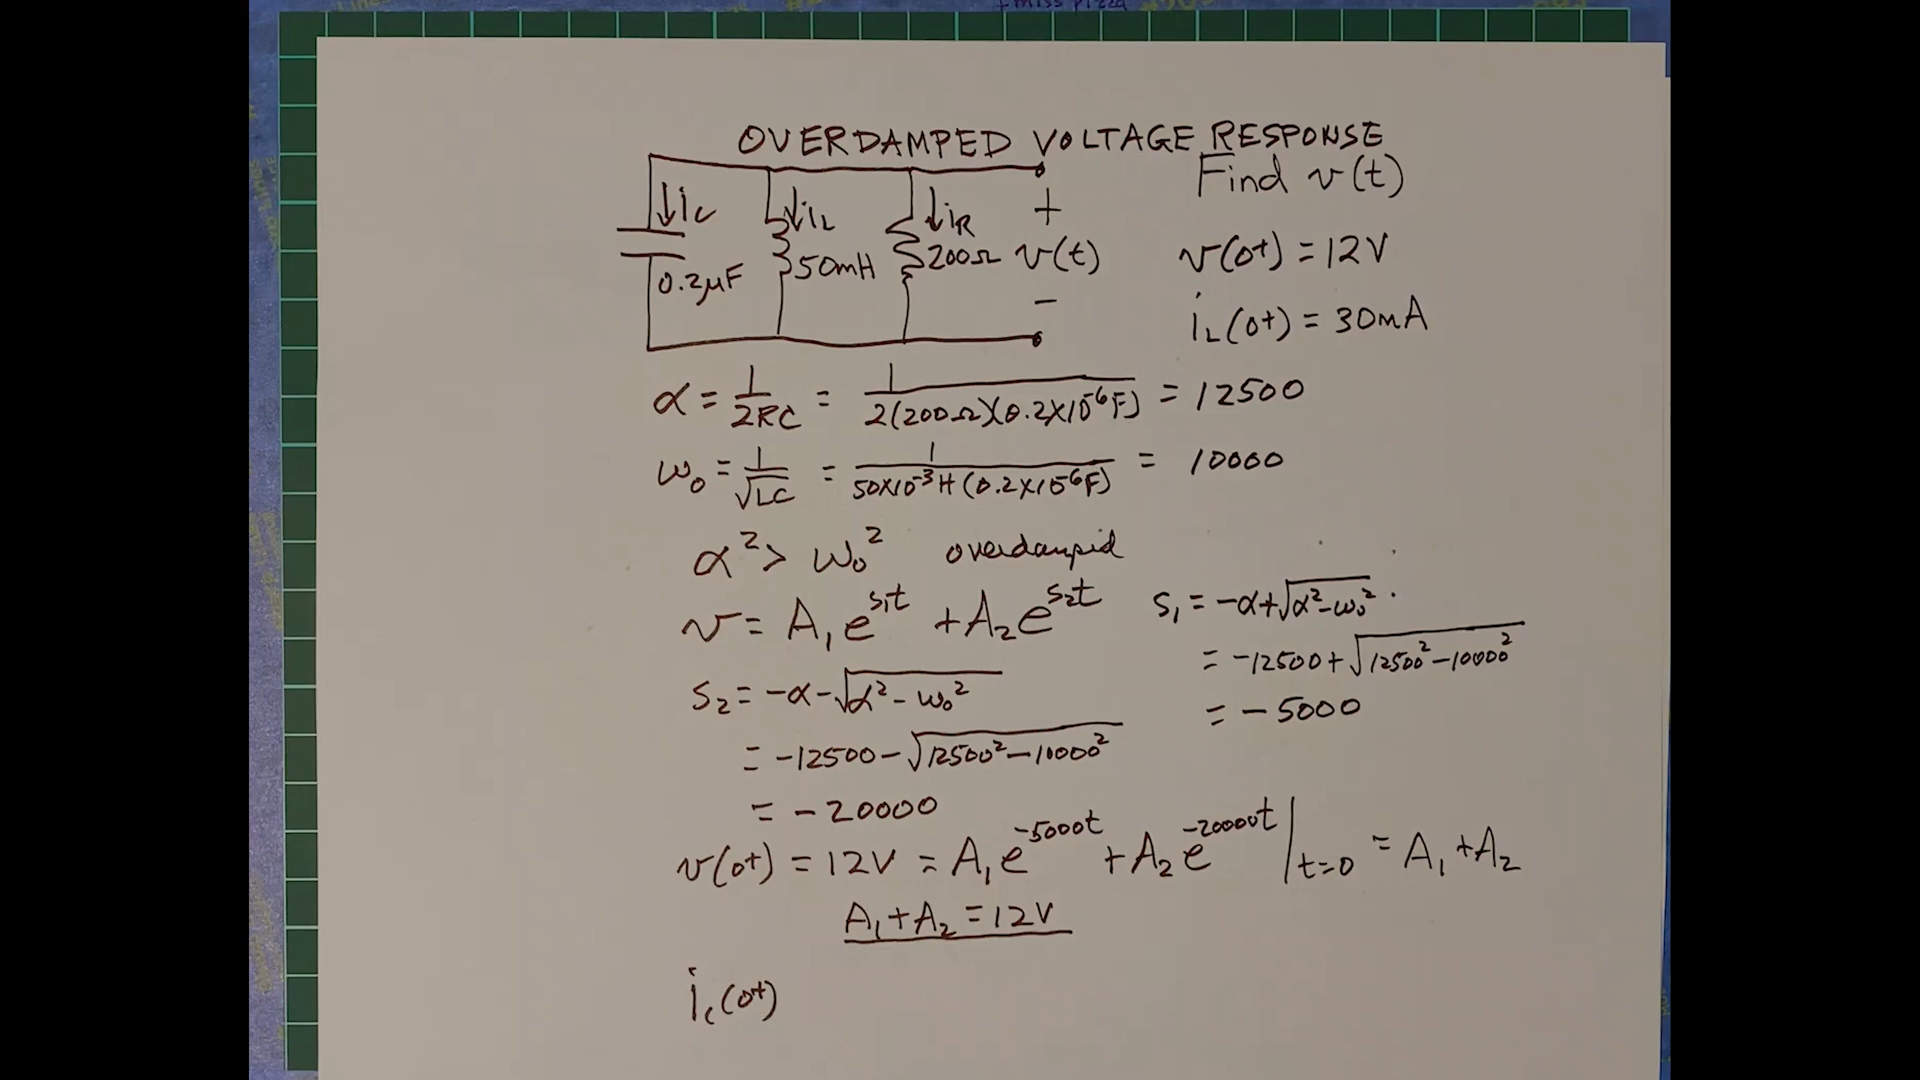 +miss pizza
OVERDAMPED VOLTAGE RESPONSE
Find v(t)
↓ic ↓iL ↓iR +
0.2μF 50mH 200Ω v(t)
−
v(0+) = 12V
iL(0+) = 30mA
α = 1/2RC = 1/2(200Ω)(0.2×10⁻⁶F) = 12500
ω₀ = 1/√LC = 1/50×10⁻³H(0.2×10⁻⁶F) = 10000
α² > ω₀² overdampid
v = A₁e^s₁t + A₂e^s₂t
s₁ = -α+√α²-ω₀²
= -12500+√12500²-10000²
= -5000
s₂ = -α-√α²-ω₀²
= -12500-√12500²-10000²
= -20000
v(0+) = 12V = A₁e^-5000t + A₂e^-20000t |t=0 = A₁+A₂
A₁+A₂ = 12V
ic(0+)